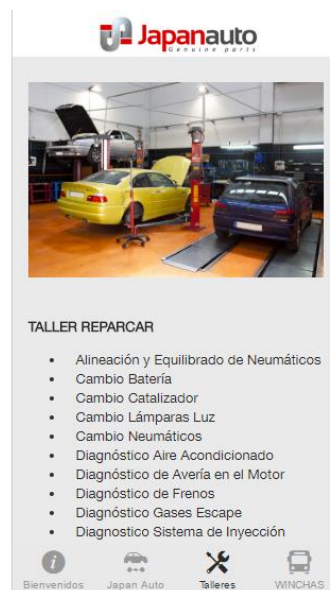 Japanauto
Genuine parts
TALLER REPARCAR
• Alineación y Equilibrado de Neumáticos
• Cambio Batería
• Cambio Catalizador
• Cambio Lámparas Luz
• Cambio Neumáticos
• Diagnóstico Aire Acondicionado
• Diagnóstico de Avería en el Motor
• Diagnóstico de Frenos
• Diagnóstico Gases Escape
• Diagnostico Sistema de Inyección
Bienvenidos Japan Auto Talleres WINCHAS